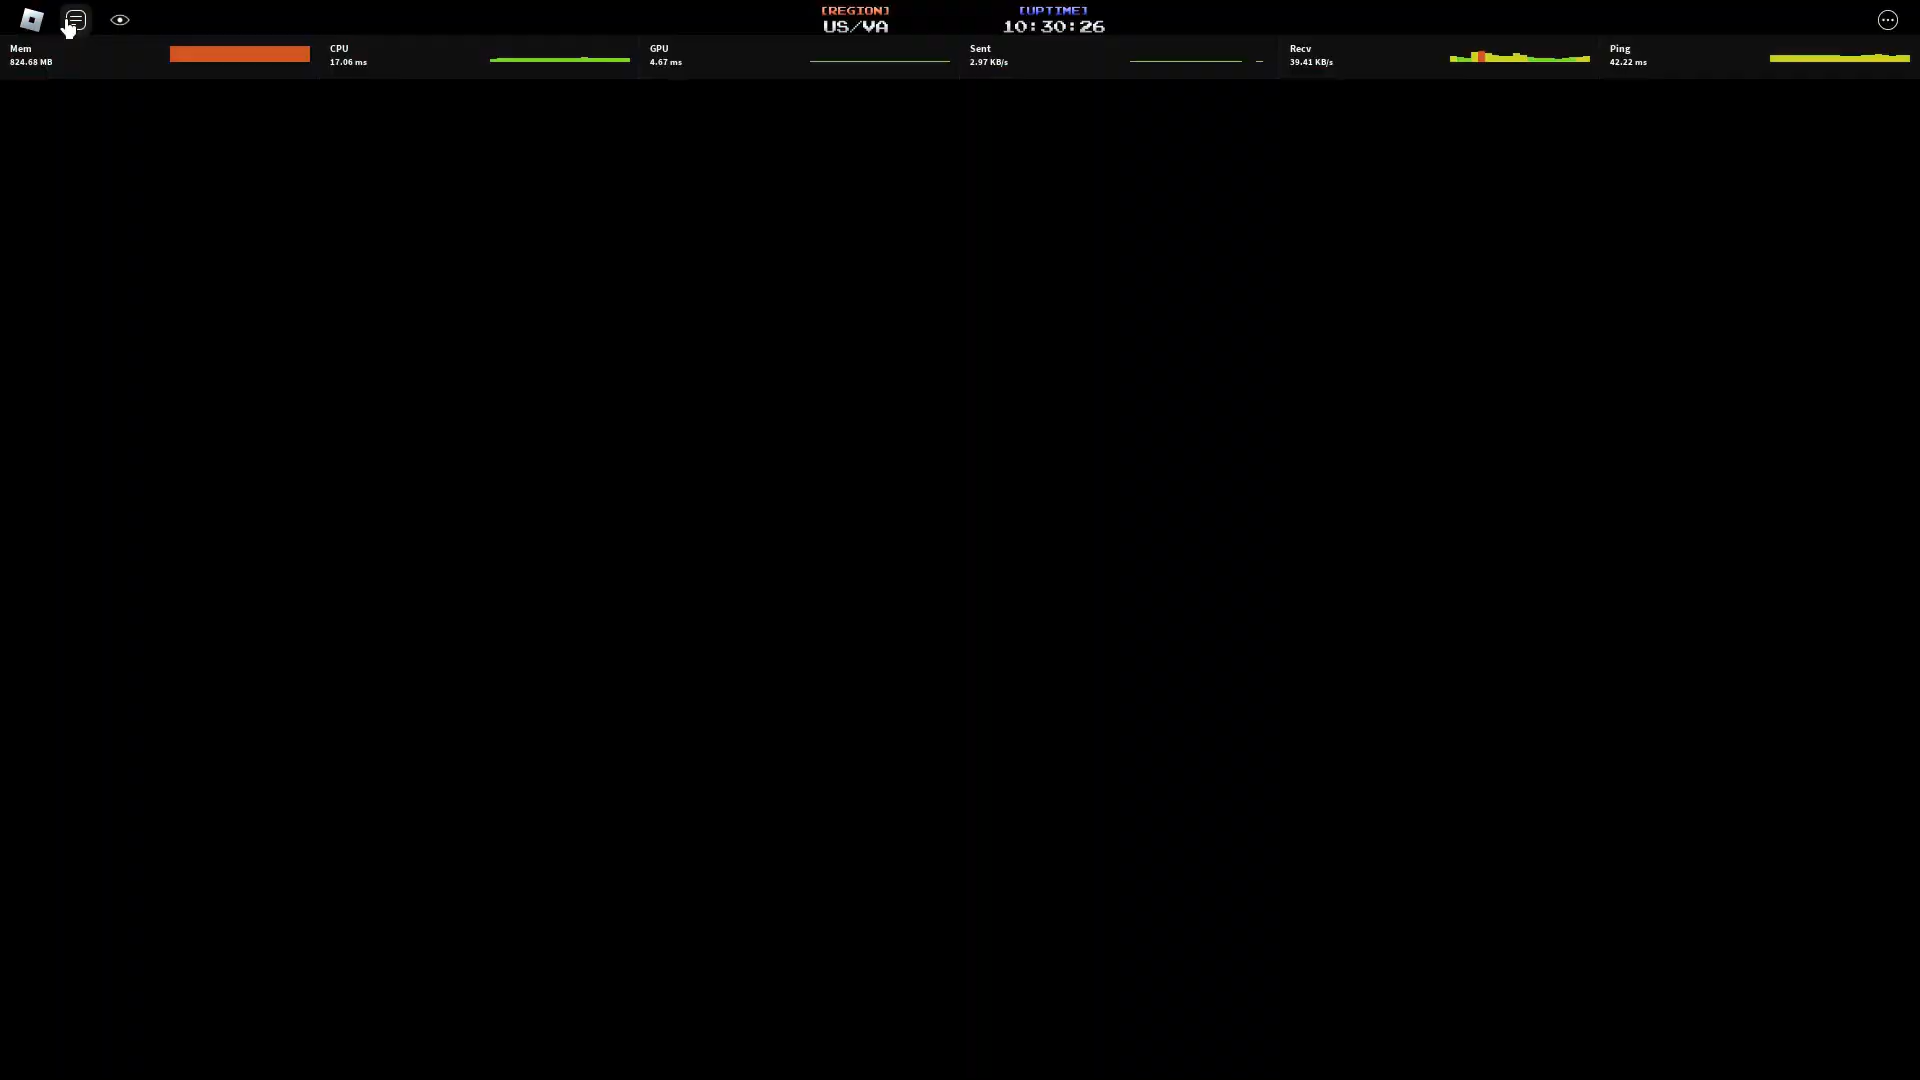 [REGION]
US/VA
[UPTIME]
10:30:26
Mem
824.68 MB
CPU
17.06 ms
GPU
4.67 ms
Sent
2.97 KB/s
Recv
39.41 KB/s
Ping
42.22 ms